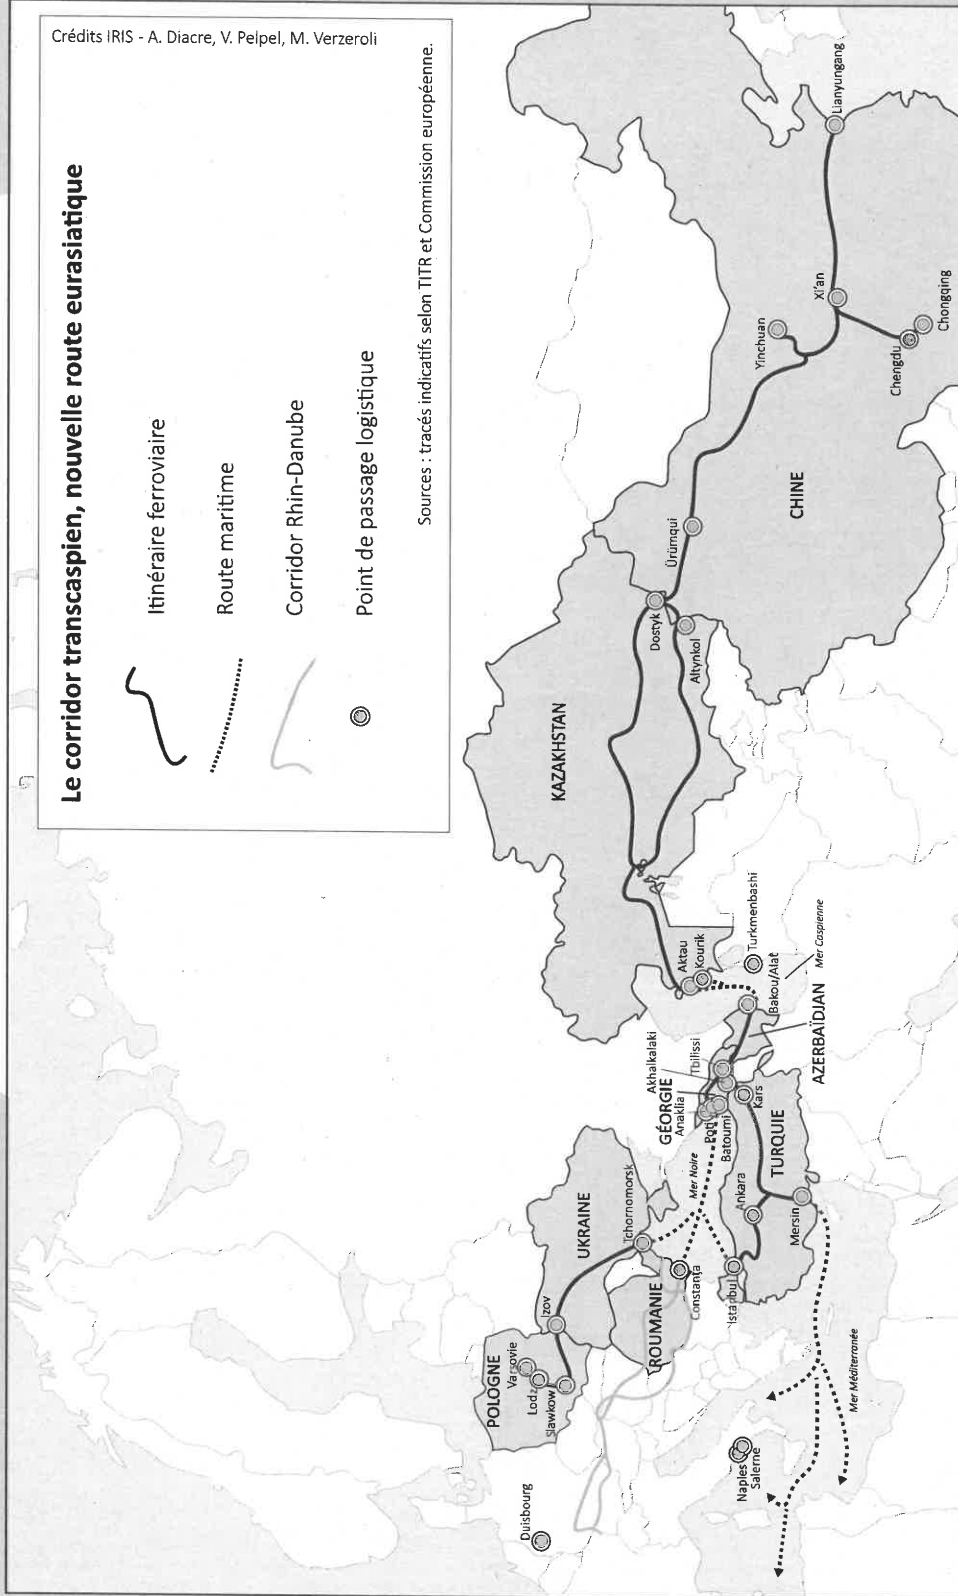 Le corridor transcaspien, nouvelle route eurasiatique
Itinéraire ferroviaire
Route maritime
Corridor Rhin-Danube
Point de passage logistique
Sources : tracés indicatifs selon TITR et Commission européenne.
Crédits IRIS - A. Diacre, V. Pelpel, M. Verzeroli
Duisbourg
POLOGNE
Varsovie
Lodz
Slawkow
Izov
UKRAINE
Tchornomorsk
ROUMANIE
Constanța
Istanbul
Mer Noire
Naples
Salerne
Mer Méditerranée
Ankara
Mersin
TURQUIE
Kars
GÉORGIE
Anaklia
Poti
Batoumi
Akhalkalaki
Tbilissi
AZERBAÏDJAN
Bakou/Alat
Mer Caspienne
Turkmenbashi
Aktau
Kourik
KAZAKHSTAN
Dostyk
Altynkol
Ürümqui
CHINE
Yinchuan
Xi'an
Chengdu
Chongqing
Lianyungang